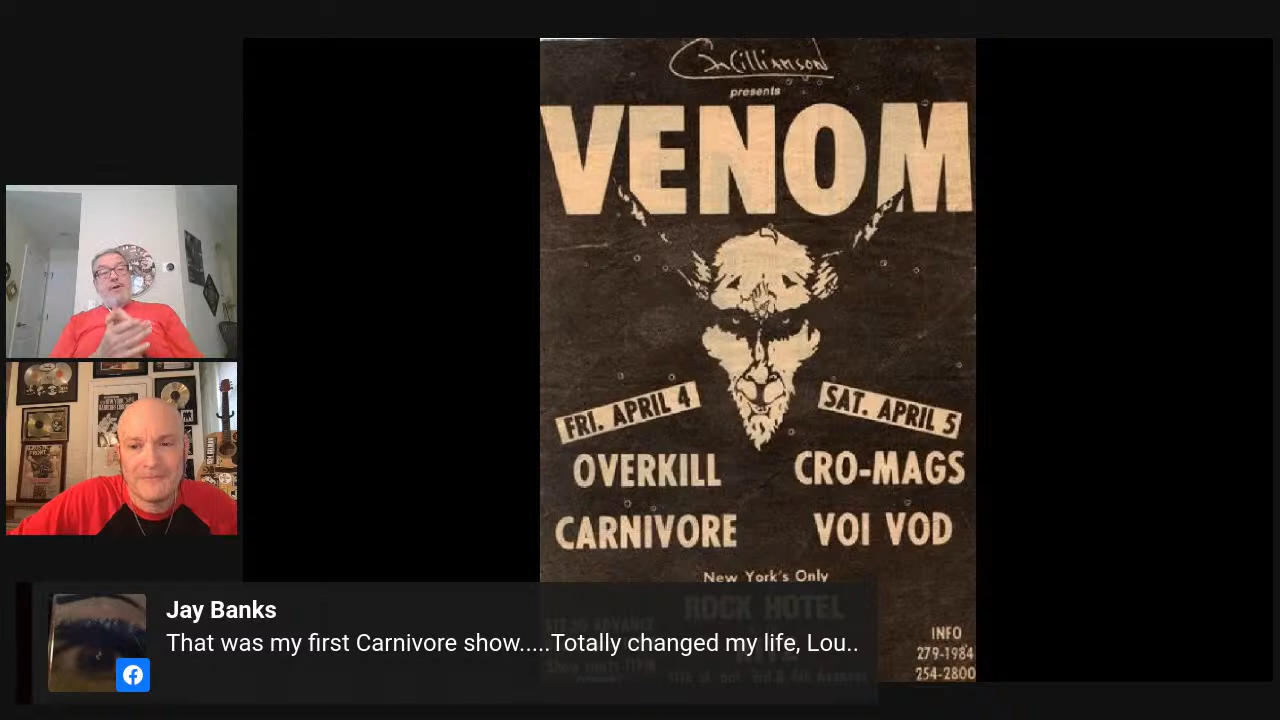 Williamson
presents
VENOM
FRI. APRIL 4
SAT. APRIL 5
OVERKILL
CRO-MAGS
CARNIVORE
VOI VOD
New York's Only
ROCK HOTEL
INFO
279-1984
254-2800
Jay Banks
That was my first Carnivore show.....Totally changed my life, Lou..